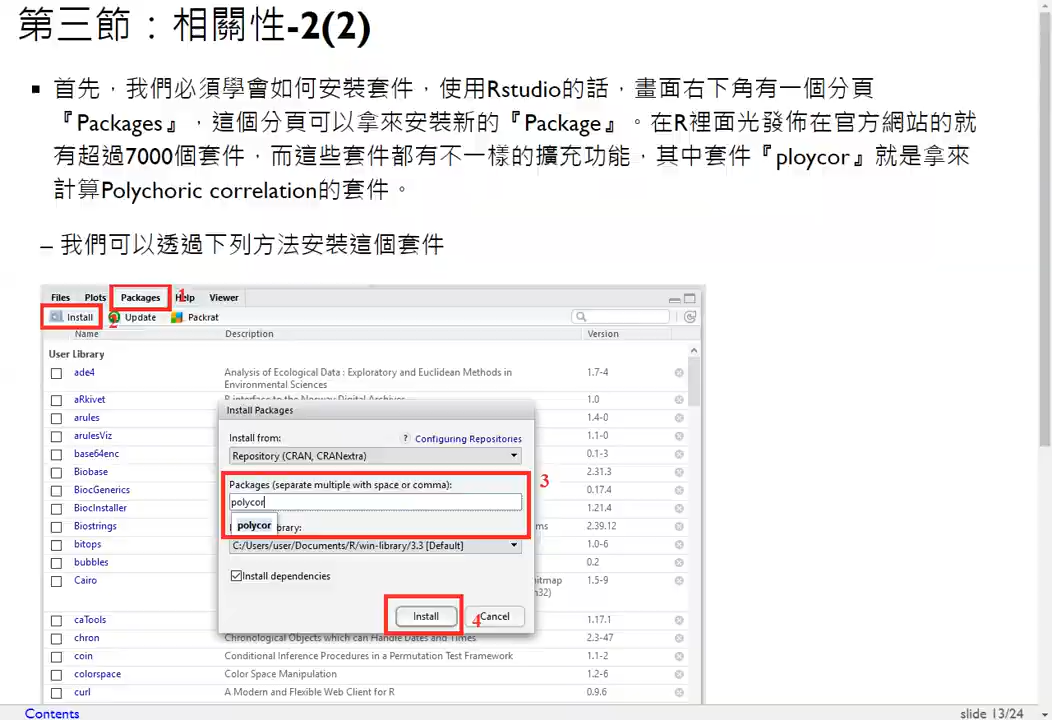 第三節：相關性-2(2)
首先，我們必須學會如何安裝套件，使用Rstudio的話，畫面右下角有一個分頁
『Packages』，這個分頁可以拿來安裝新的『Package』。在R裡面光發佈在官方網站的就
有超過7000個套件，而這些套件都有不一樣的擴充功能，其中套件『ploycor』就是拿來
計算Polychoric correlation的套件。
– 我們可以透過下列方法安裝這個套件
Files Plots Packages 1 Help Viewer
Install 2 Update Packrat
Name Description Version
User Library
ade4 Analysis of Ecological Data : Exploratory and Euclidean Methods in 1.7-4
Environmental Sciences
aRkivet R interface to the Norway Digital Archives 1.0
arules 1.4-0
arulesViz 1.1-0
base64enc 0.1-3
Biobase 2.31.3
BiocGenerics 0.17.4
BiocInstaller 1.21.4
Biostrings ms 2.39.12
bitops 1.0-6
bubbles 0.2
Cairo itmap 1.5-9
n32)
caTools 1.17.1
chron Chronological Objects which can Handle Dates and Times 2.3-47
coin Conditional Inference Procedures in a Permutation Test Framework 1.1-2
colorspace Color Space Manipulation 1.2-6
curl A Modern and Flexible Web Client for R 0.9.6
Install Packages
Install from: ? Configuring Repositories
Repository (CRAN, CRANextra)
Packages (separate multiple with space or comma): 3
polycor
polycor brary:
C:/Users/user/Documents/R/win-library/3.3 [Default]
Install dependencies
Install 4 Cancel
Contents slide 13/24